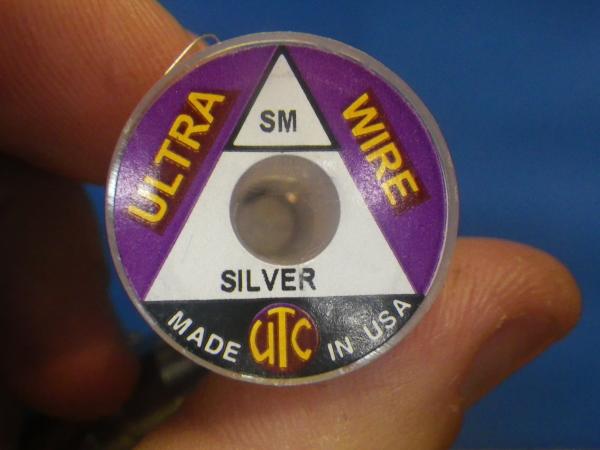 SM
ULTRA
WIRE
SILVER
MADE UTC IN USA